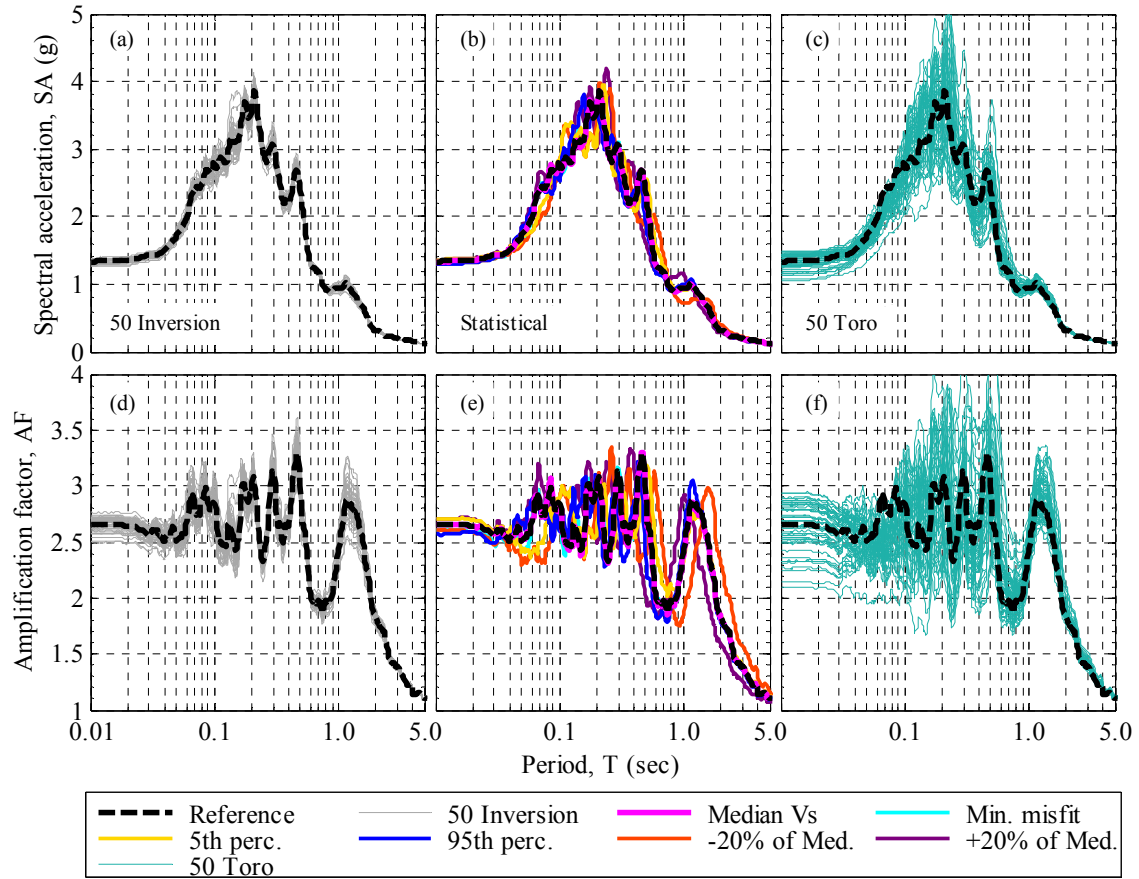 5
4
3
2
1
0
Spectral acceleration, SA (g)
(a)
50 Inversion
(b)
Statistical
(c)
50 Toro
4
3.5
3
2.5
2
1.5
1
Amplification factor, AF
(d)
(e)
(f)
0.01 0.1 1.0 5.0 0.1 1.0 5.0 0.1 1.0 5.0
Period, T (sec)
Reference 50 Inversion Median Vs Min. misfit
5th perc. 95th perc. -20% of Med. +20% of Med.
50 Toro